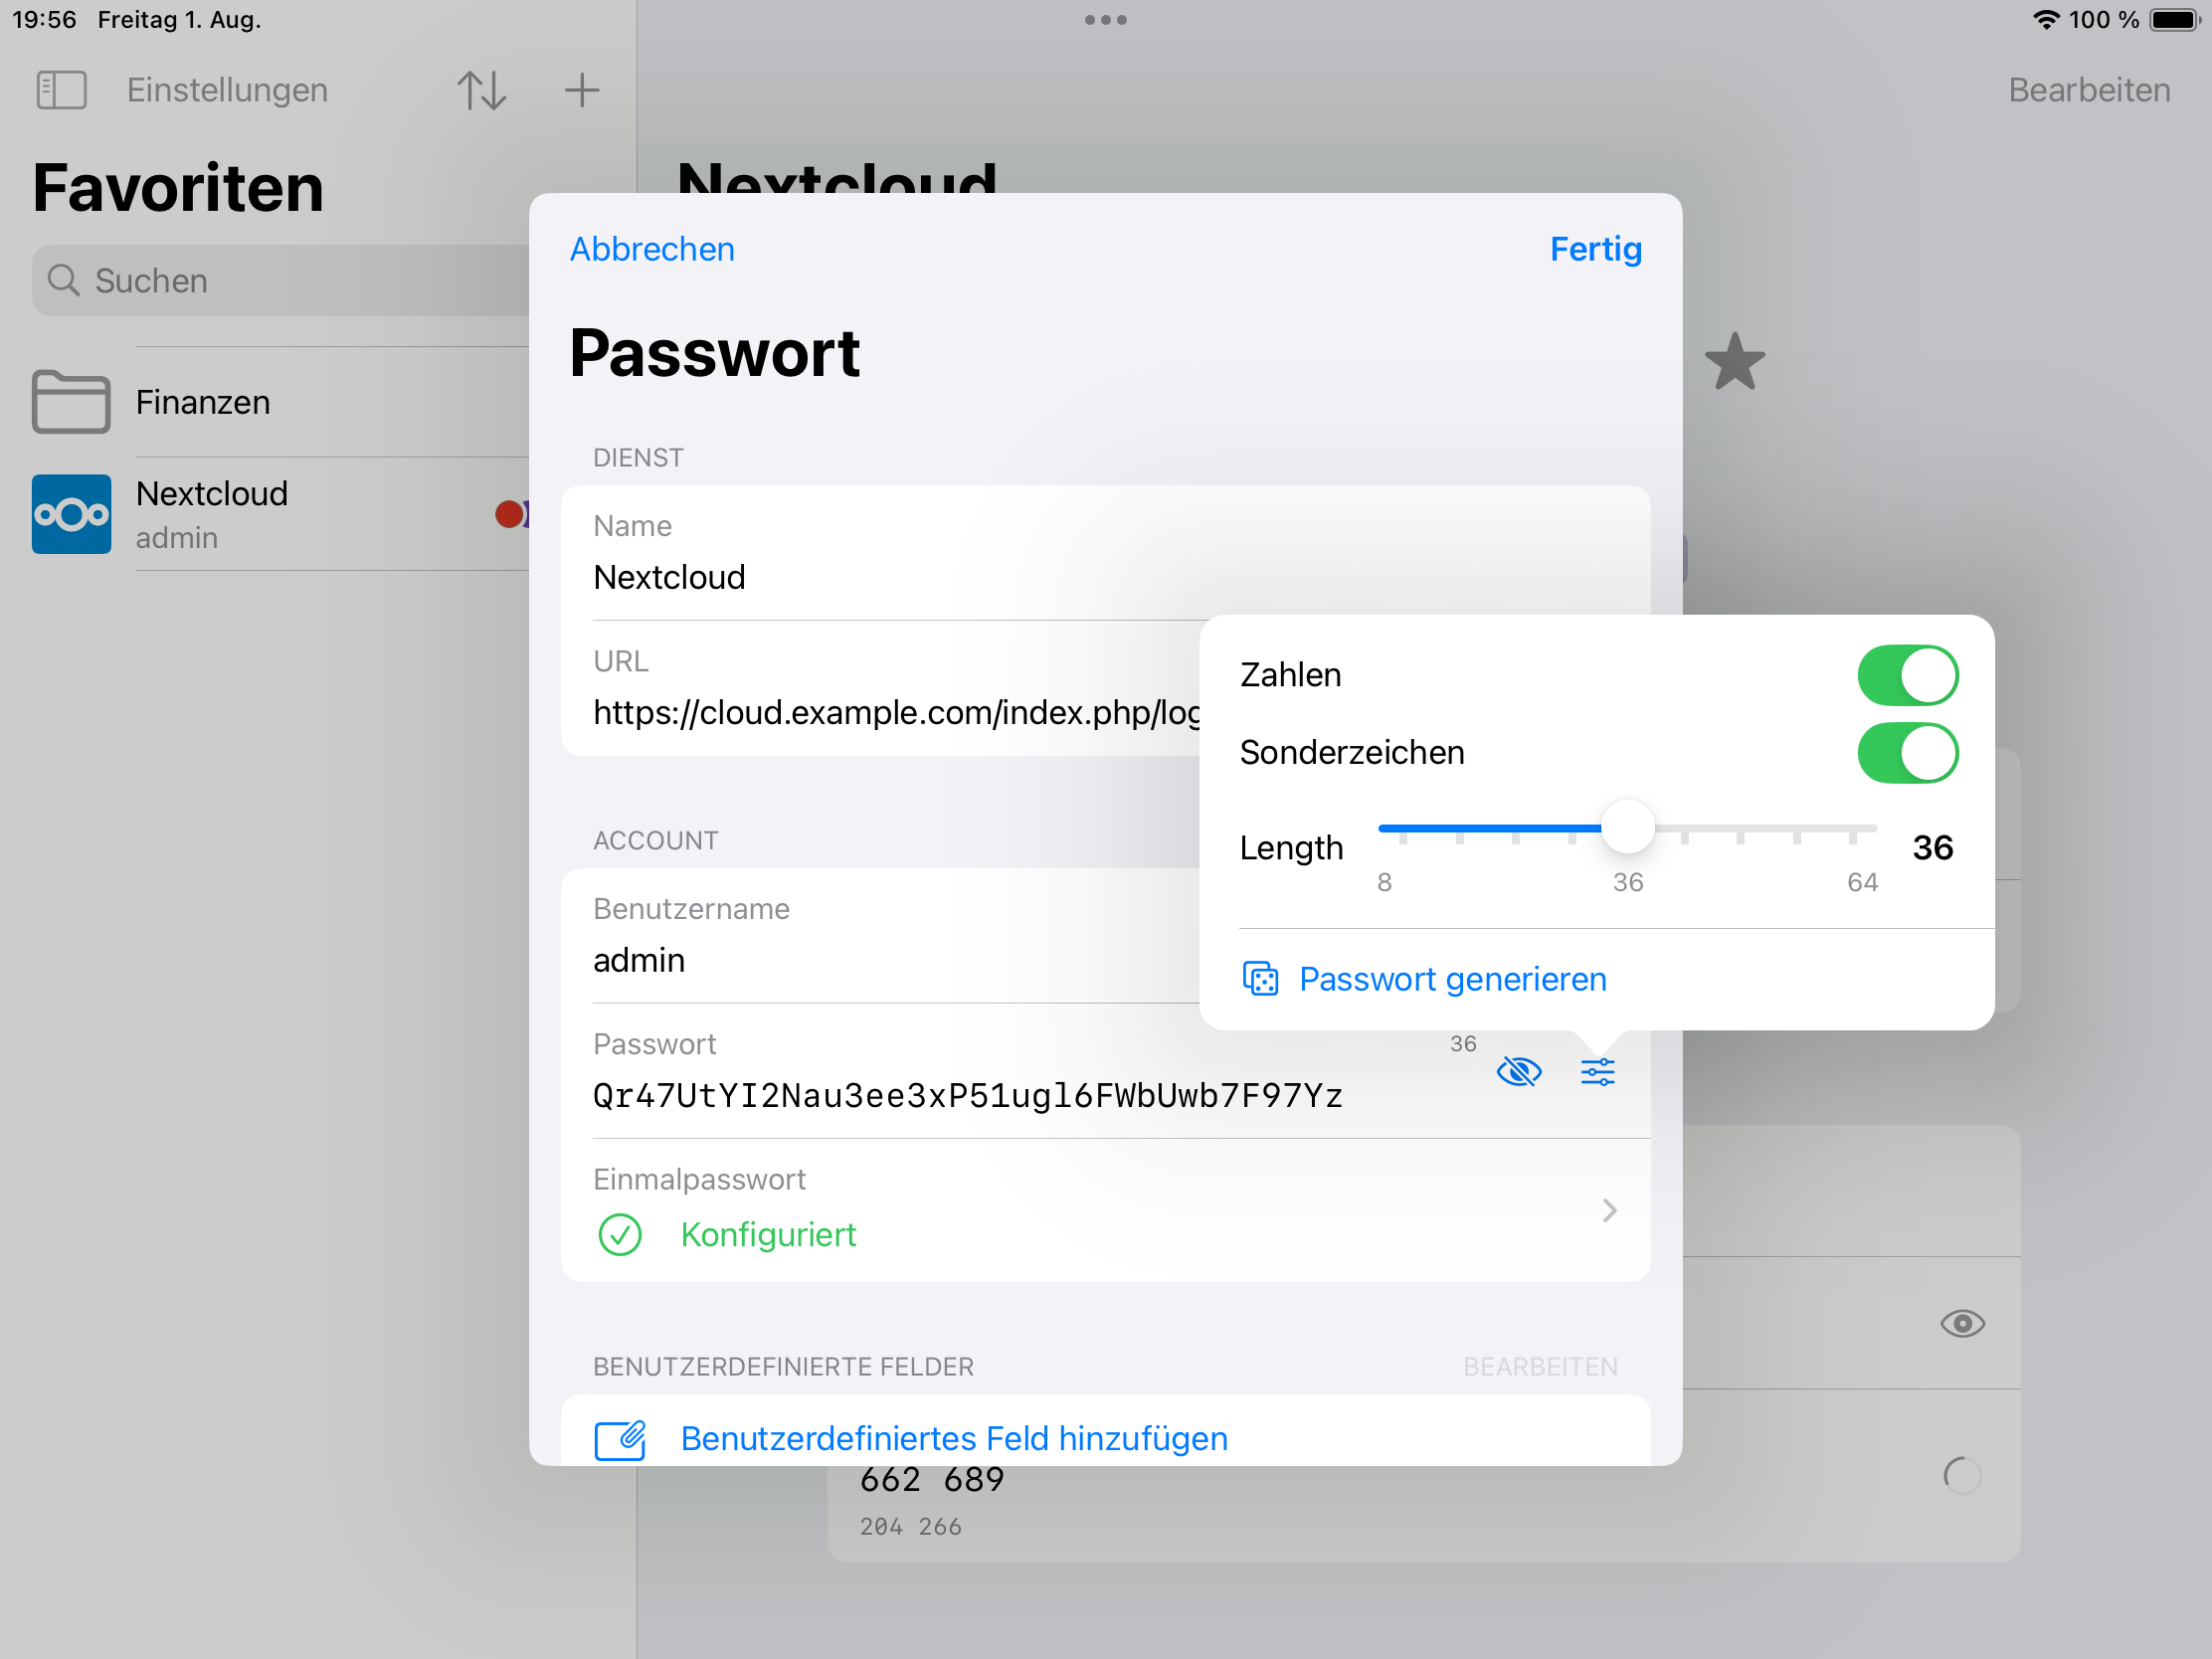 19:56 Freitag 1. Aug.
100 %
Einstellungen
Bearbeiten
Favoriten
Suchen
Finanzen
Nextcloud
admin
Nextcloud
Abbrechen
Fertig
Passwort
DIENST
Name
Nextcloud
URL
https://cloud.example.com/index.php/log
ACCOUNT
Benutzername
admin
Passwort
36
Qr47UtYI2Nau3ee3xP51ugl6FWbUwb7F97Yz
Einmalpasswort
Konfiguriert
BENUTZERDEFINIERTE FELDER
BEARBEITEN
Benutzerdefiniertes Feld hinzufügen
Zahlen
Sonderzeichen
Length
36
8 36 64
Passwort generieren
662 689
204 266